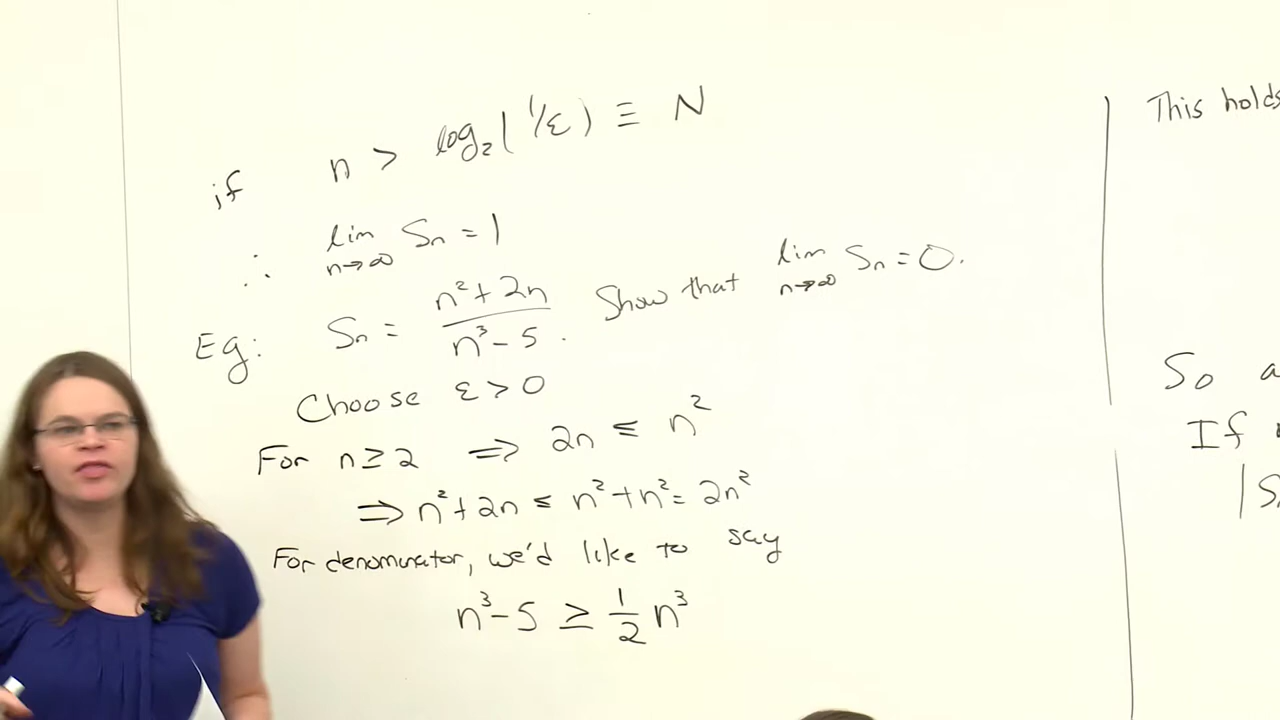 if n > log₂(1/ε) ≡ N
∴ lim n→∞ Sn = 1
Eg: Sn = (n² + 2n)/(n³ - 5). Show that lim n→∞ Sn = 0.
Choose ε > 0
For n ≥ 2 ⇒ 2n ≤ n²
⇒ n² + 2n ≤ n² + n² = 2n²
For denominator, we'd like to say
n³ - 5 ≥ 1/2 n³
This holds
So
If
|S